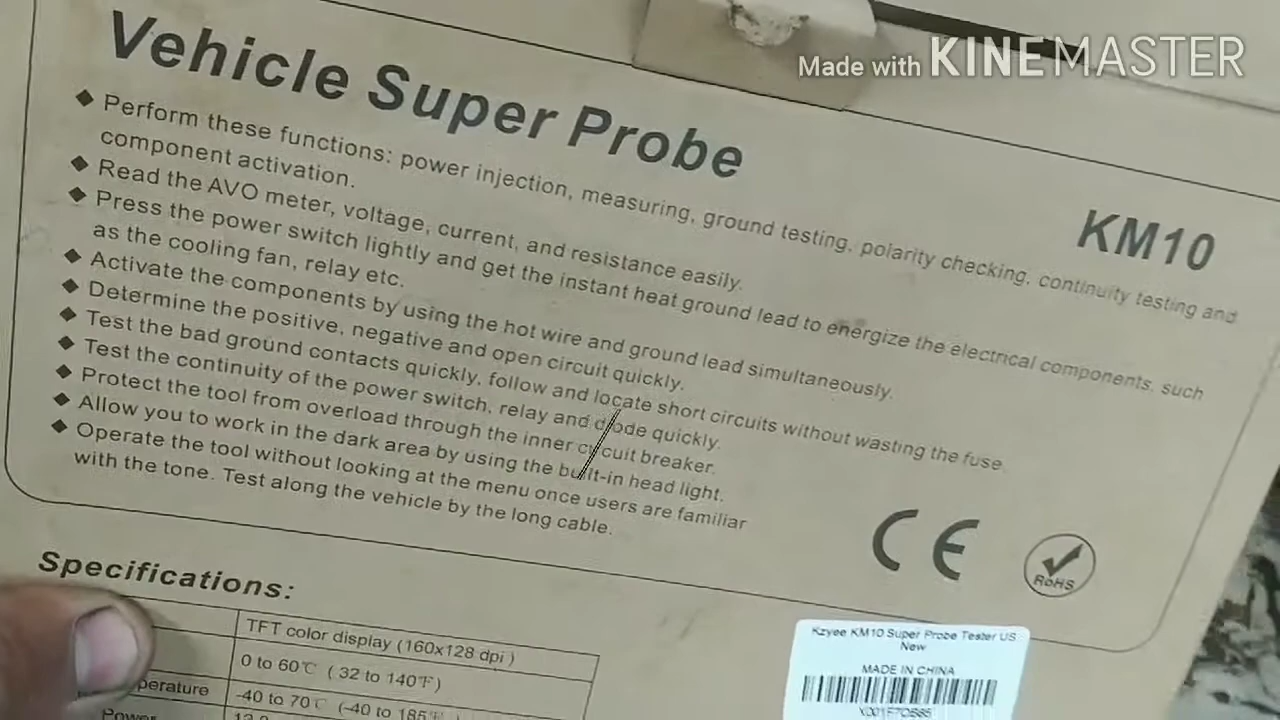 Made with KINEMASTER
Vehicle Super Probe
KM10
◆ Perform these functions: power injection, measuring, ground testing, polarity checking, continuity testing and
component activation.
◆ Read the AVO meter, voltage, current, and resistance easily.
◆ Press the power switch lightly and get the instant heat ground lead to energize the electrical components, such
as the cooling fan, relay etc.
◆ Activate the components by using the hot wire and ground lead simultaneously.
◆ Determine the positive, negative and open circuit quickly.
◆ Test the bad ground contacts quickly, follow and locate short circuits without wasting the fuse.
◆ Test the continuity of the power switch, relay and diode quickly.
◆ Protect the tool from overload through the inner circuit breaker.
◆ Allow you to work in the dark area by using the built-in head light.
◆ Operate the tool without looking at the menu once users are familiar
with the tone. Test along the vehicle by the long cable.
CE
RoHS
Specifications:
TFT color display (160x128 dpi )
0 to 60℃ ( 32 to 140℉)
perature
-40 to 70℃ (-40 to 185℉
Power
Kzyee KM10 Super Probe Tester US
New
MADE IN CHINA